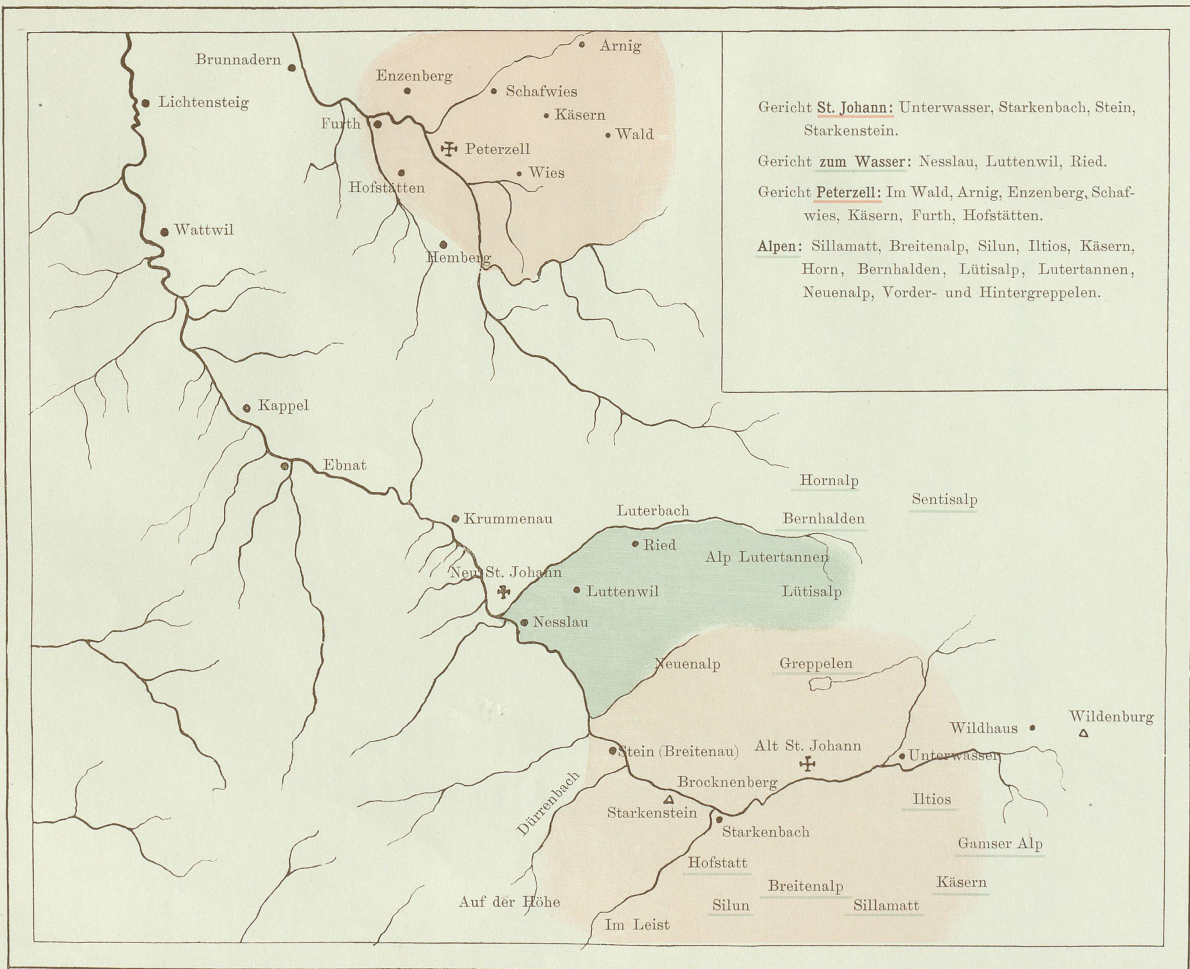 Gericht St. Johann: Unterwasser, Starkenbach, Stein,
Starkenstein.
Gericht zum Wasser: Nesslau, Luttenwil, Ried.
Gericht Peterzell: Im Wald, Arnig, Enzenberg, Schaf-
wies, Käsern, Furth, Hofstätten.
Alpen: Sillamatt, Breitenalp, Silun, Iltios, Käsern,
Horn, Bernhalden, Lütisalp, Lutertannen,
Neuenalp, Vorder- und Hintergreppelen.
Arnig
Brunnadern
Enzenberg
Schafwies
Lichtensteig
Käsern
Furth
Wald
Peterzell
Wies
Hofstätten
Wattwil
Hemberg
Kappel
Ebnat
Hornalp
Sentisalp
Luterbach
Krummenau
Bernhalden
Ried
Alp Lutertannen
Neu St. Johann
Luttenwil
Lütisalp
Nesslau
Neuenalp
Greppelen
Wildenburg
Wildhaus
Stein (Breitenau)
Alt St. Johann
Unterwasser
Brocknenberg
Dürrenbach
Iltios
Starkenstein
Starkenbach
Gamser Alp
Hofstatt
Breitenalp
Käsern
Auf der Höhe
Silun
Sillamatt
Im Leist